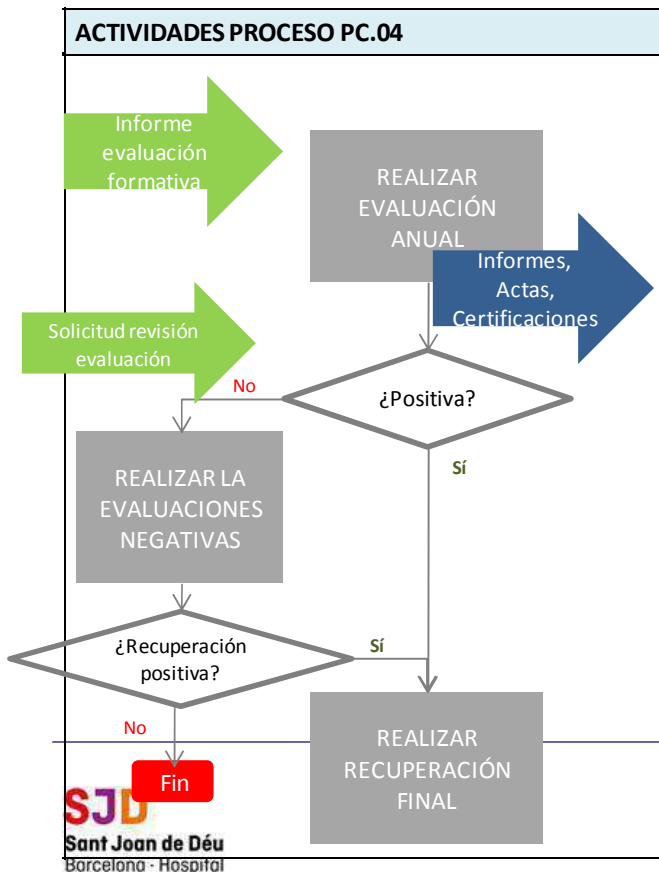 ACTIVIDADES PROCESO PC.04
Informe
evaluación
formativa
REALIZAR
EVALUACIÓN
ANUAL
Informes,
Actas,
Certificaciones
Solicitud revisión
evaluación
No
¿Positiva?
Sí
REALIZAR LA
EVALUACIONES
NEGATIVAS
¿Recuperación
positiva?
Sí
No
REALIZAR
RECUPERACIÓN
FINAL
Fin
SJD
Sant Joan de Déu
Barcelona - Hospital